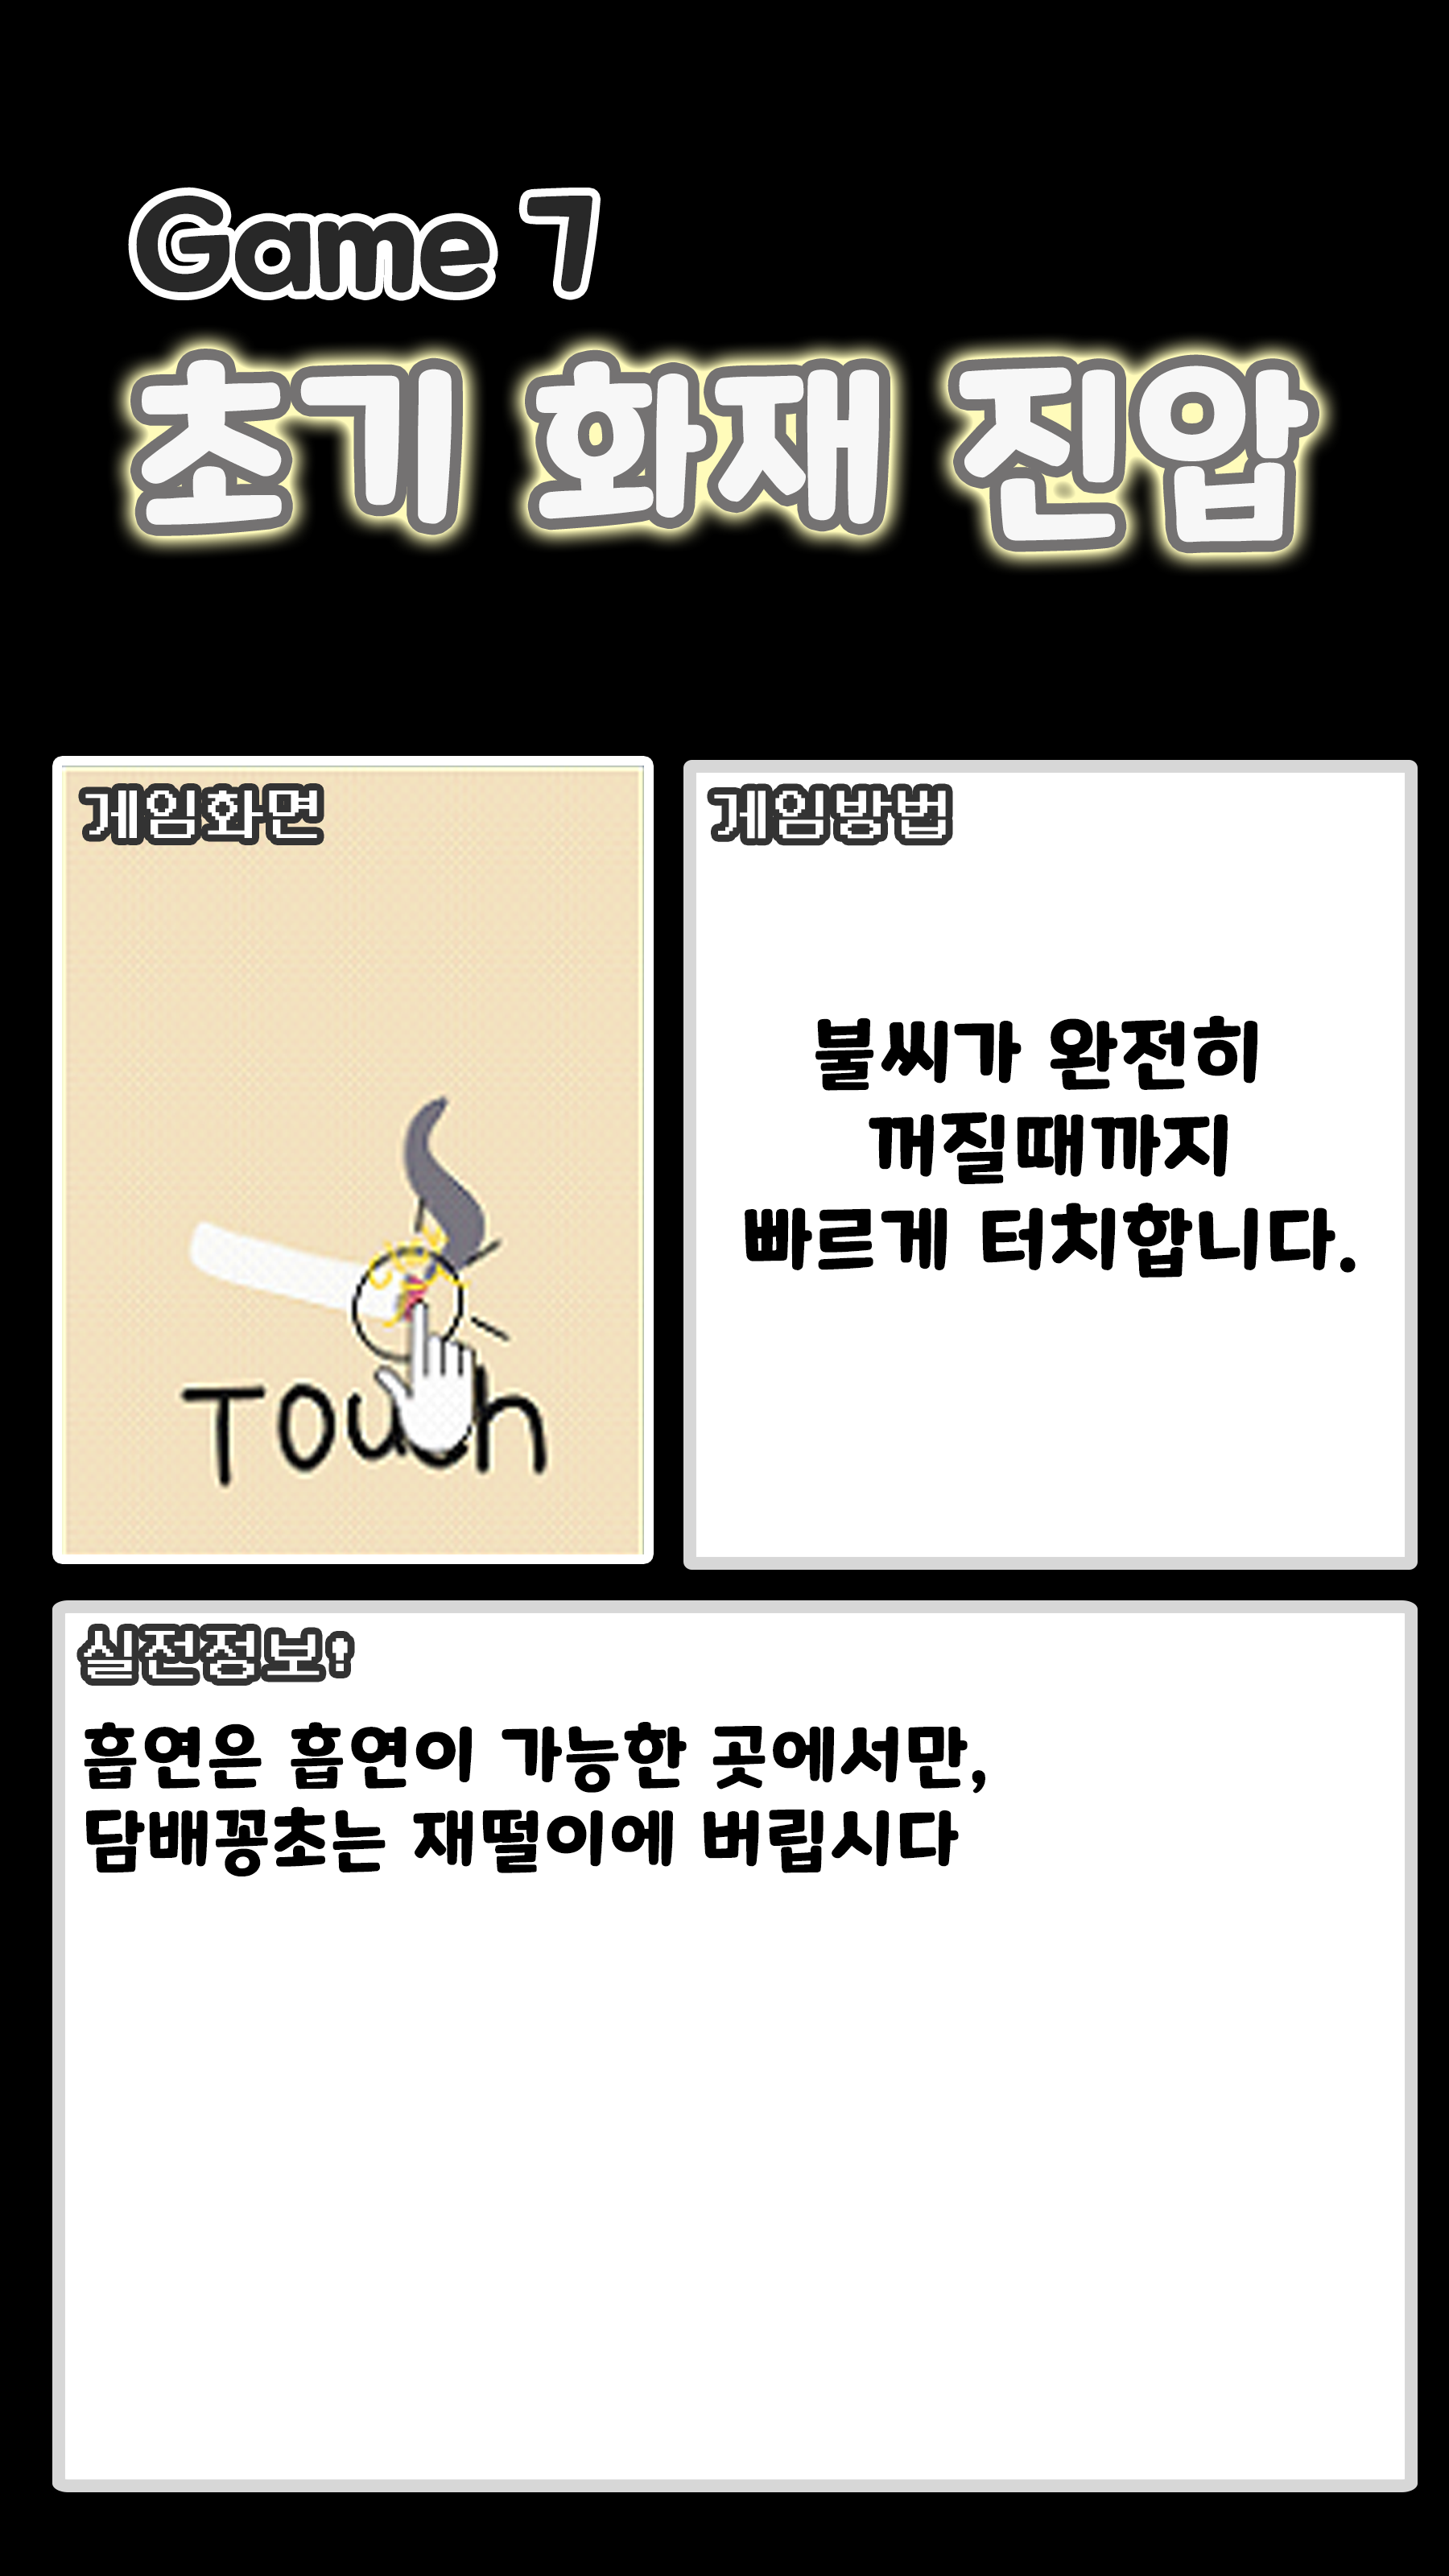 Game 7
초기 화재 진압
게임화면
Touch
게임방법
불씨가 완전히
꺼질때까지
빠르게 터치합니다.
실전정보!
흡연은 흡연이 가능한 곳에서만,
담배꽁초는 재떨이에 버립시다